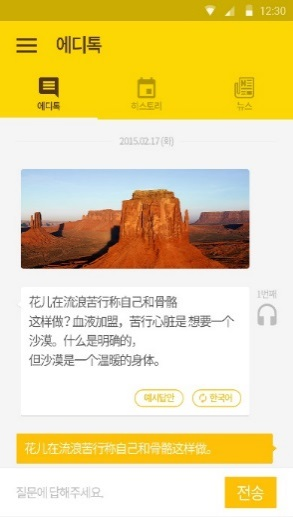 12:30
에디톡
에디톡 히스토리 뉴스
2015.02.17 (화)
花儿在流浪苦行称自己和骨骼
这样做？血液加盟，苦行心脏是 想要一个
沙漠。什么是明确的，
但沙漠是一个温暖的身体。
1번째
예시답안 한국어
花儿在流浪苦行称自己和骨骼这样做。
질문에 답해주세요.
전송